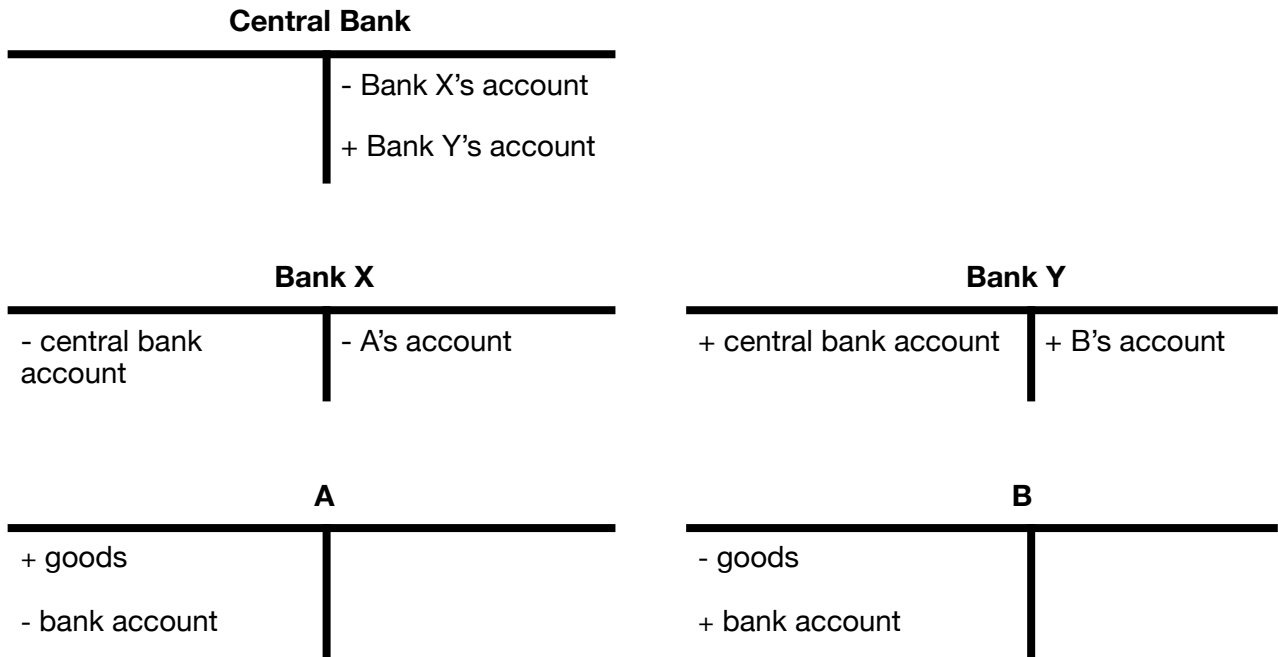 Central Bank
- Bank X’s account
+ Bank Y’s account
Bank X
- central bank
account
- A’s account
Bank Y
+ central bank account
+ B’s account
A
+ goods
- bank account
B
- goods
+ bank account